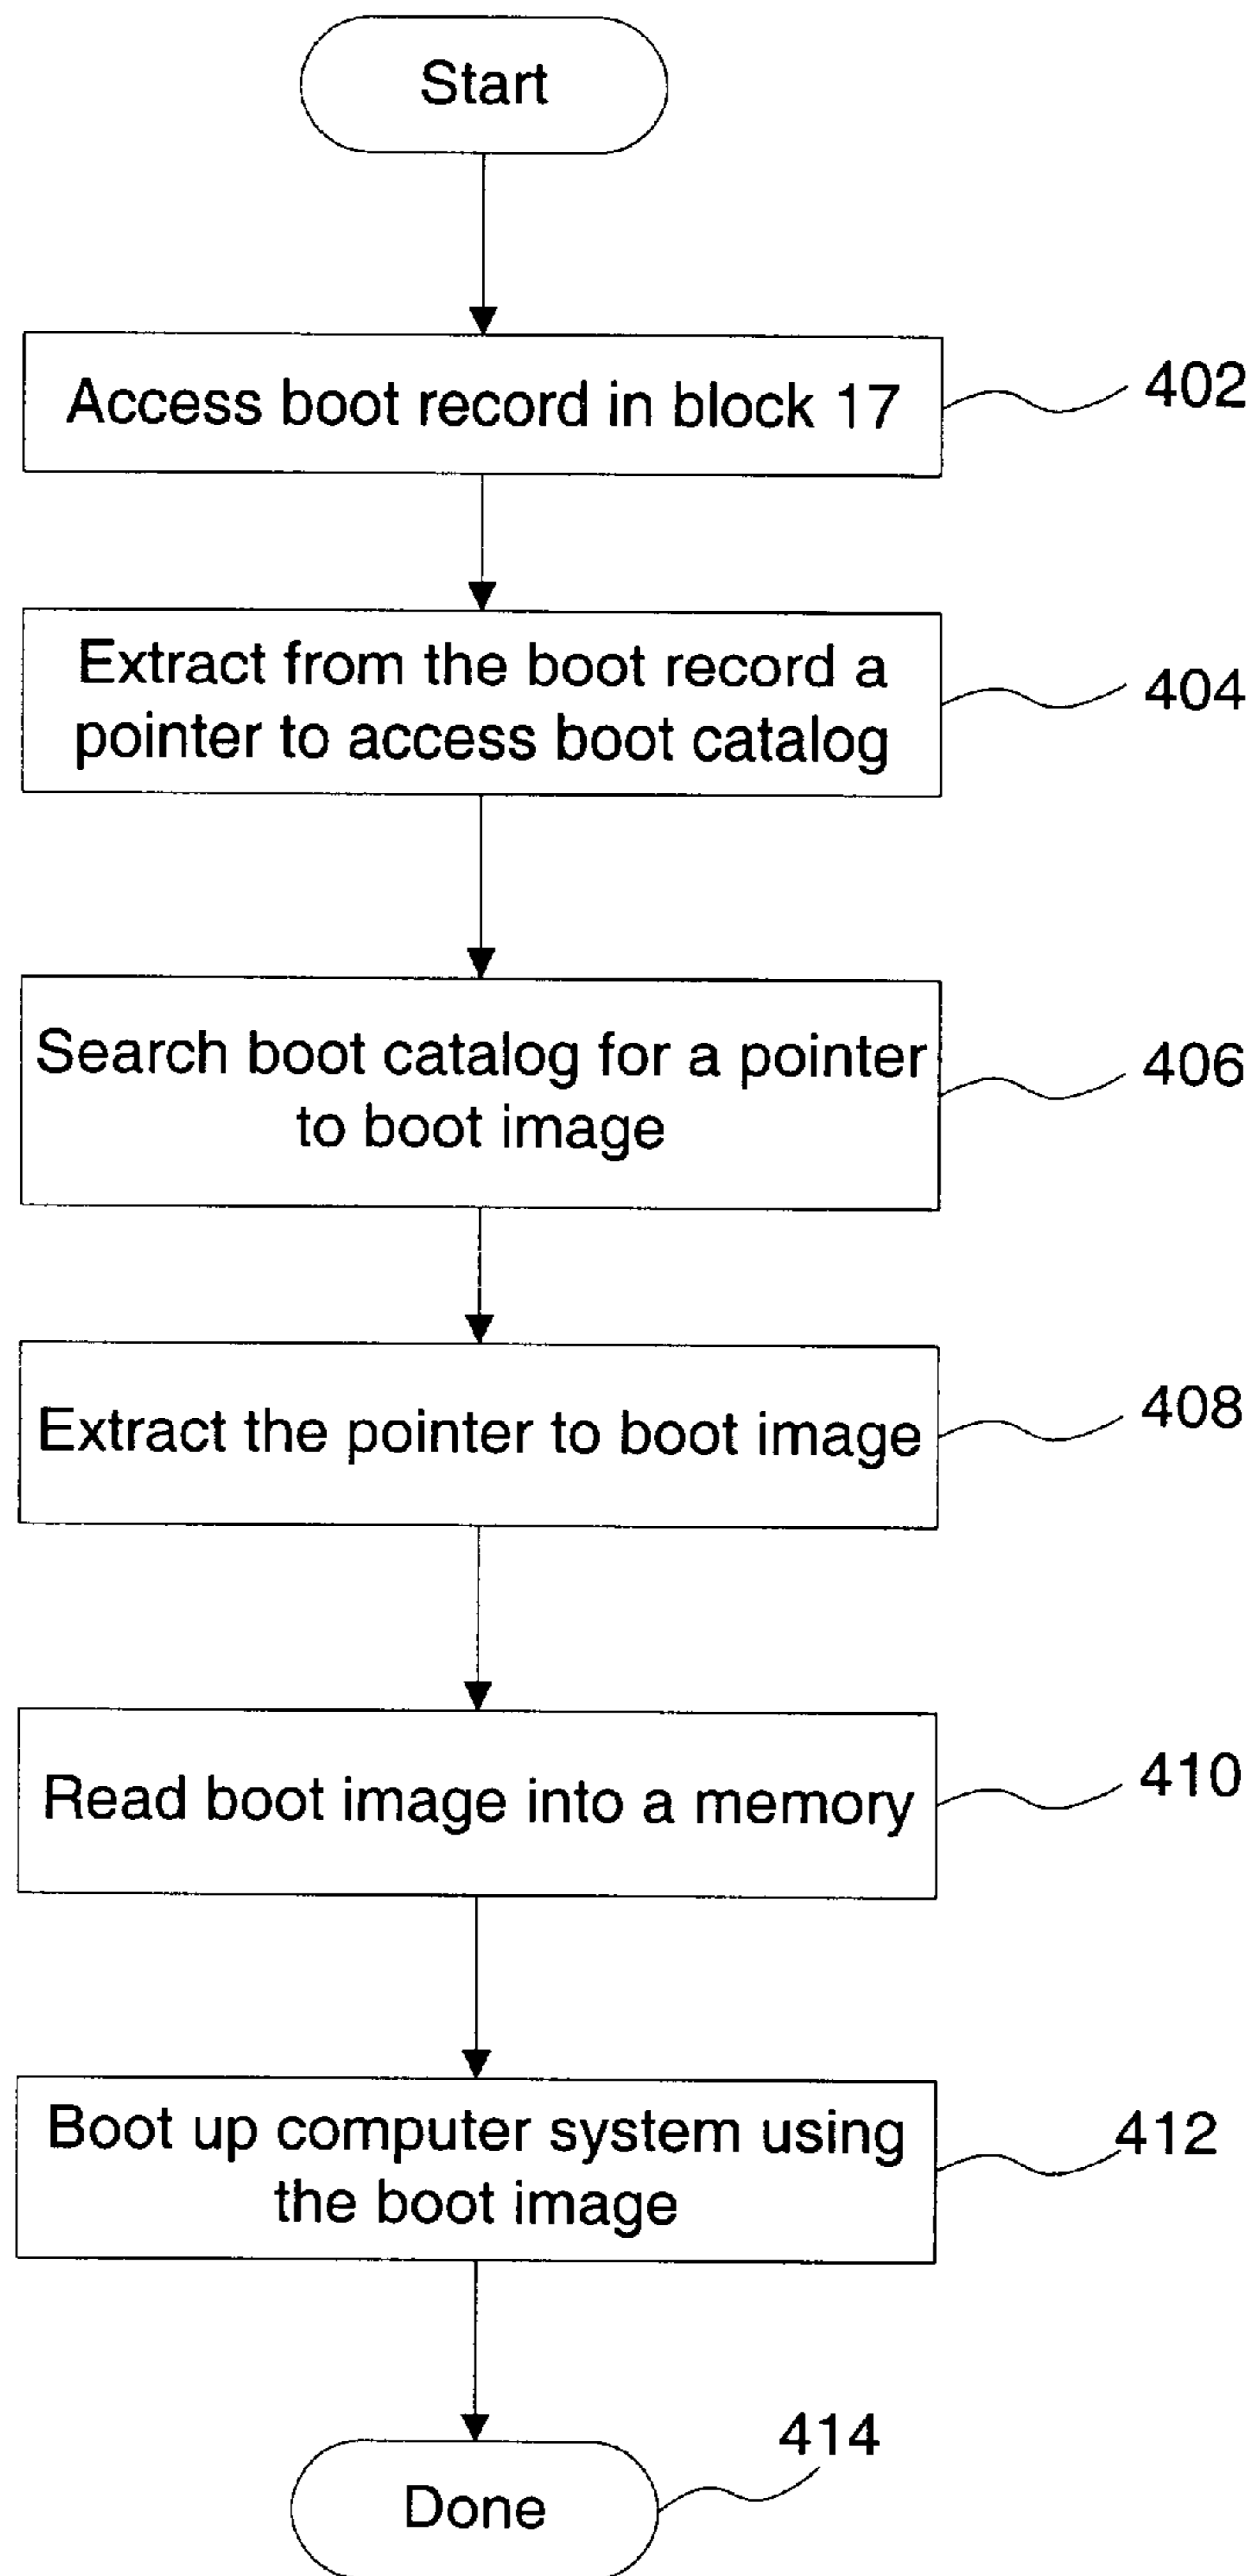 Start
Access boot record in block 17
402
Extract from the boot record a
pointer to access boot catalog
404
Search boot catalog for a pointer
to boot image
406
Extract the pointer to boot image
408
Read boot image into a memory
410
Boot up computer system using
the boot image
412
Done
414